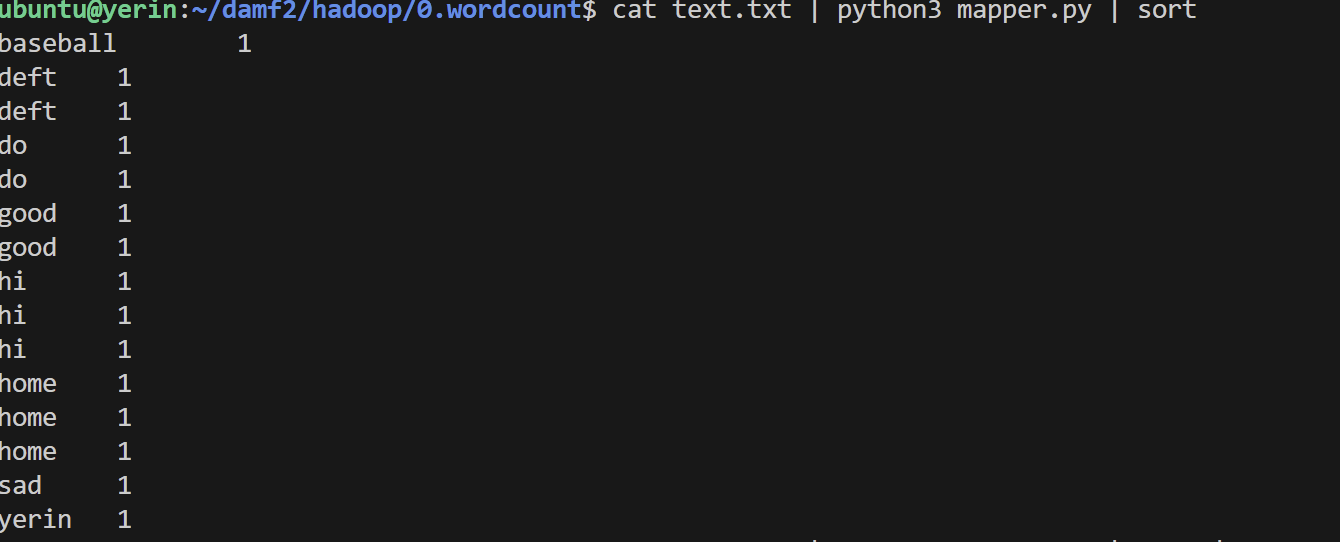 ubuntu@yerin:~/damf2/hadoop/0.wordcount$ cat text.txt | python3 mapper.py | sort
baseball	1
deft	1
deft	1
do	1
do	1
good	1
good	1
hi	1
hi	1
hi	1
home	1
home	1
home	1
sad	1
yerin	1